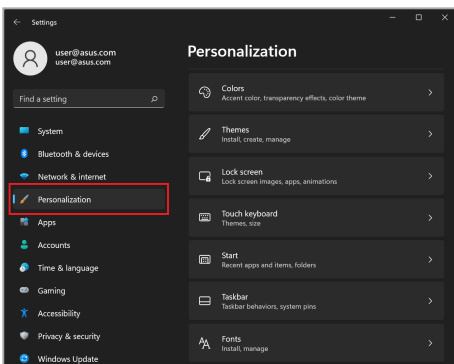 Settings
user@asus.com
user@asus.com
Find a setting
System
Bluetooth & devices
Network & internet
Personalization
Apps
Accounts
Time & language
Gaming
Accessibility
Privacy & security
Windows Update
Personalization
Colors
Accent color, transparency effects, color theme
Themes
Install, create, manage
Lock screen
Lock screen images, apps, animations
Touch keyboard
Themes, size
Start
Recent apps and items, folders
Taskbar
Taskbar behaviors, system pins
Fonts
Install, manage